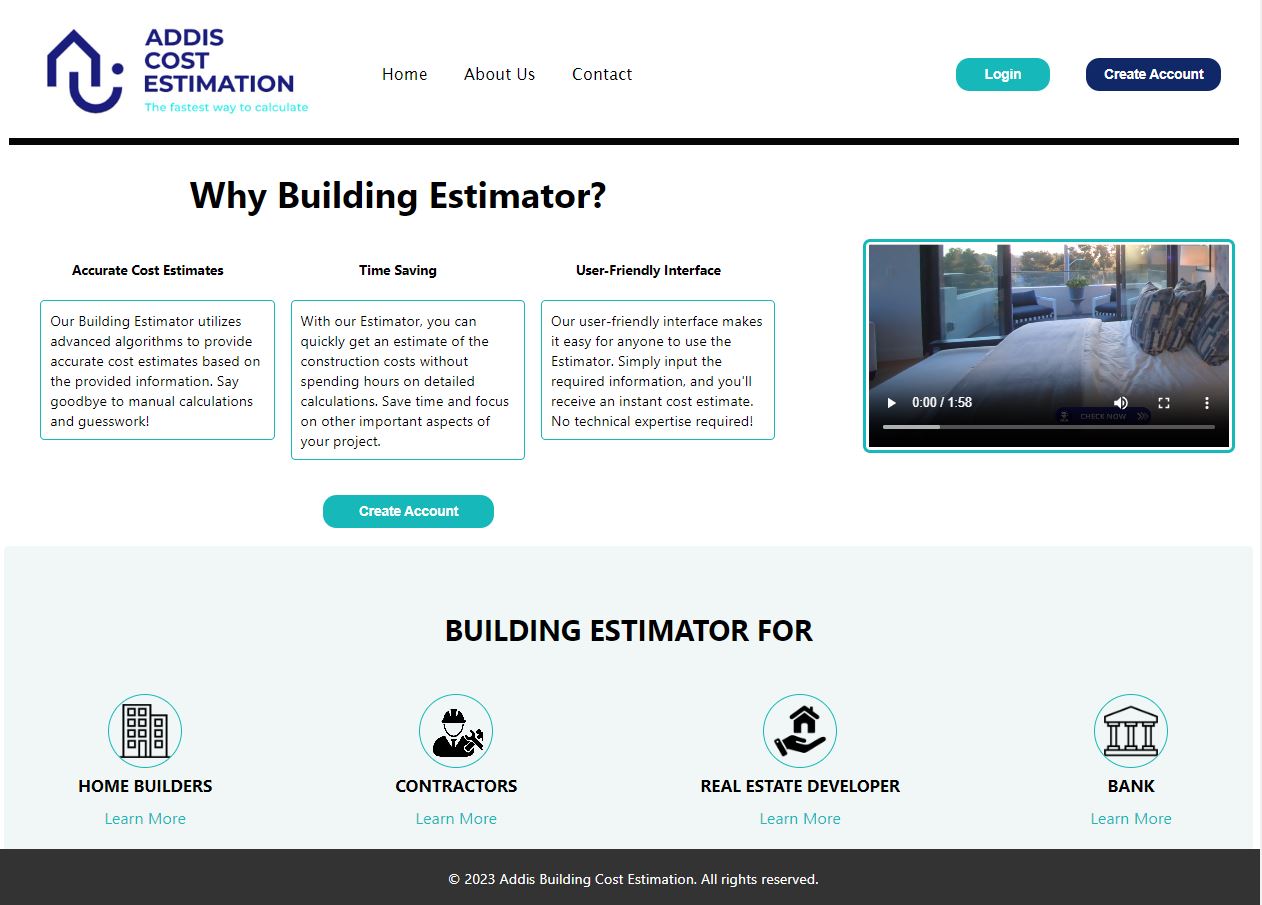 ADDIS
COST
ESTIMATION
The fastest way to calculate
Home
About Us
Contact
Login
Create Account
Why Building Estimator?
Accurate Cost Estimates
Our Building Estimator utilizes
advanced algorithms to provide
accurate cost estimates based on
the provided information. Say
goodbye to manual calculations
and guesswork!
Time Saving
With our Estimator, you can
quickly get an estimate of the
construction costs without
spending hours on detailed
calculations. Save time and focus
on other important aspects of
your project.
User-Friendly Interface
Our user-friendly interface makes
it easy for anyone to use the
Estimator. Simply input the
required information, and you'll
receive an instant cost estimate.
No technical expertise required!
0:00 / 1:58
CHECK NOW
Create Account
BUILDING ESTIMATOR FOR
HOME BUILDERS
Learn More
CONTRACTORS
Learn More
REAL ESTATE DEVELOPER
Learn More
BANK
Learn More
© 2023 Addis Building Cost Estimation. All rights reserved.